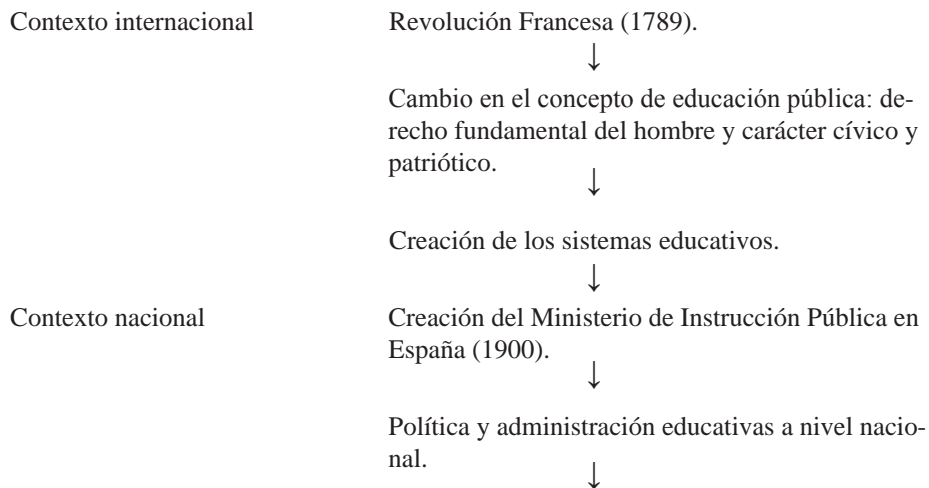 Contexto internacional Revolución Francesa (1789).
↓
Cambio en el concepto de educación pública: de-
recho fundamental del hombre y carácter cívico y
patriótico.
↓
Creación de los sistemas educativos.
↓
Contexto nacional Creación del Ministerio de Instrucción Pública en
España (1900).
↓
Política y administración educativas a nivel nacio-
nal.
↓